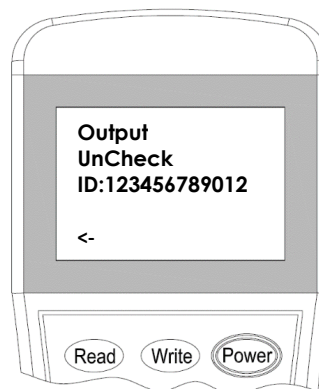 Output
UnCheck
ID:123456789012
<-
Read Write Power